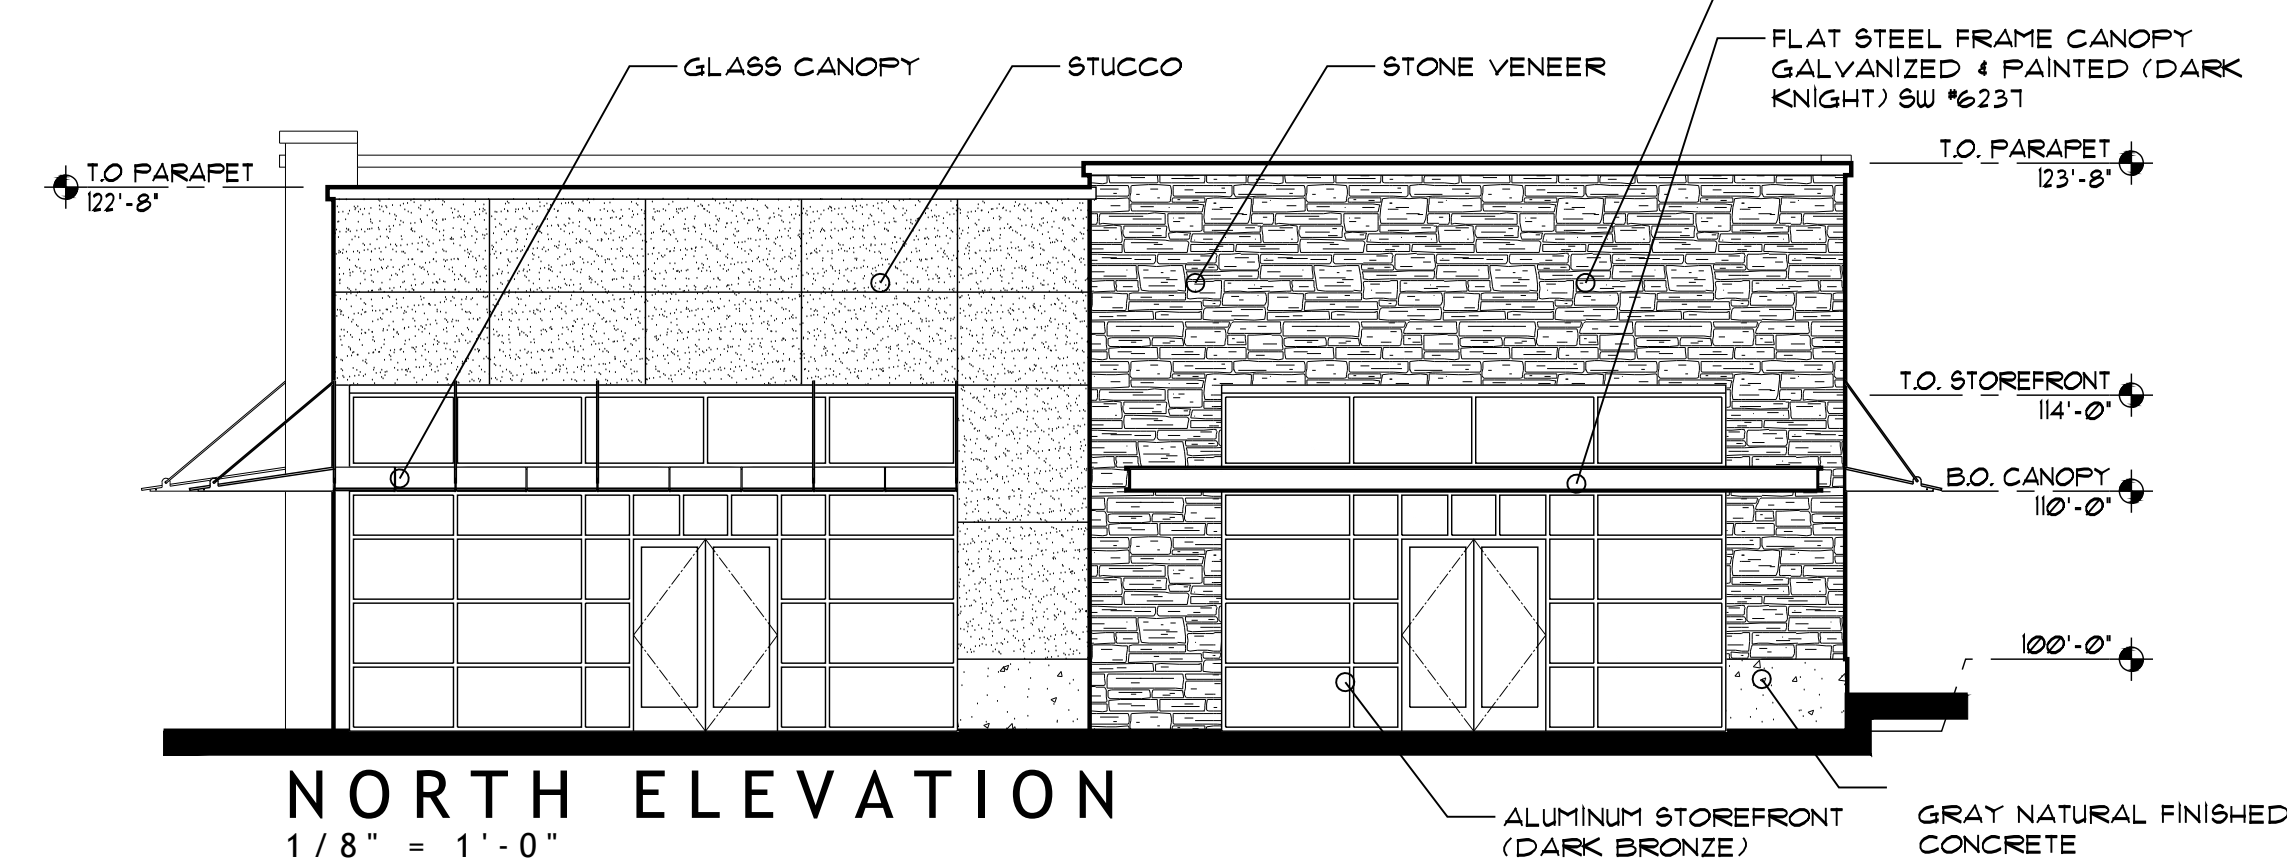 GLASS CANOPY
STUCCO
STONE VENEER
FLAT STEEL FRAME CANOPY
GALVANIZED & PAINTED (DARK
KNIGHT) SW #6237
T.O PARAPET
122'-8"
T.O. PARAPET
123'-8"
T.O. STOREFRONT
114'-0"
B.O. CANOPY
110'-0"
100'-0"
NORTH ELEVATION
1/8" = 1'-0"
ALUMINUM STOREFRONT
(DARK BRONZE)
GRAY NATURAL FINISHED
CONCRETE